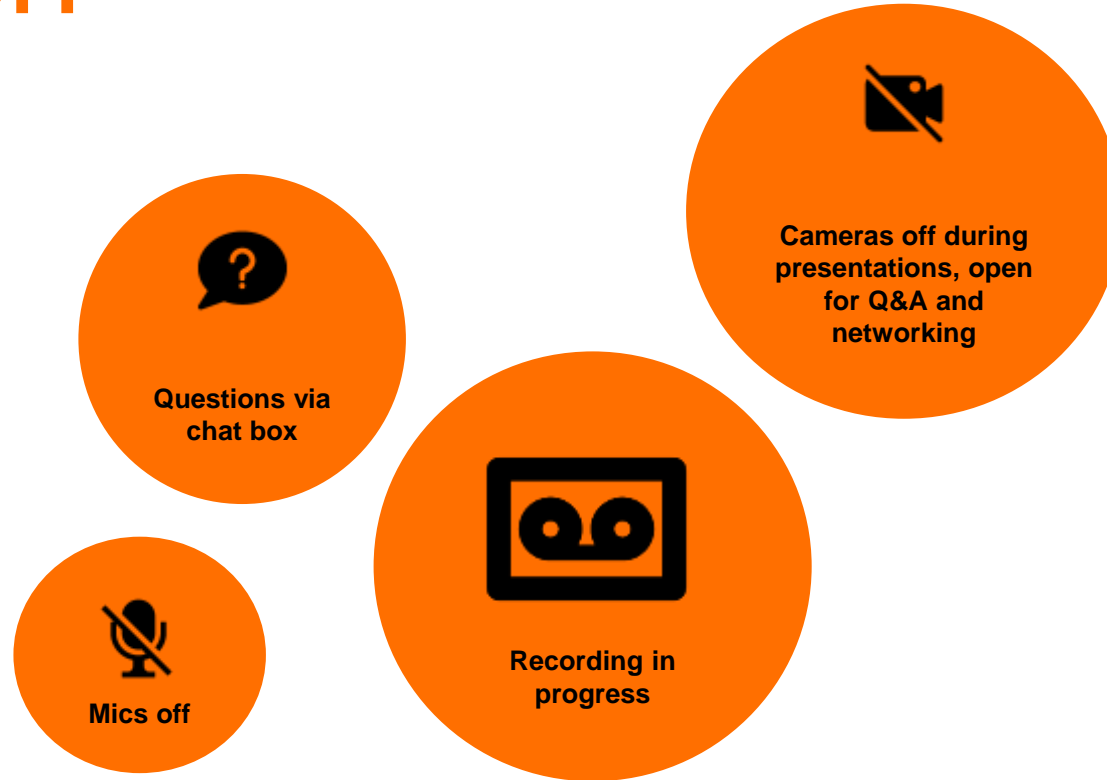 Questions via
chat box
Cameras off during
presentations, open
for Q&A and
networking
Mics off
Recording in
progress